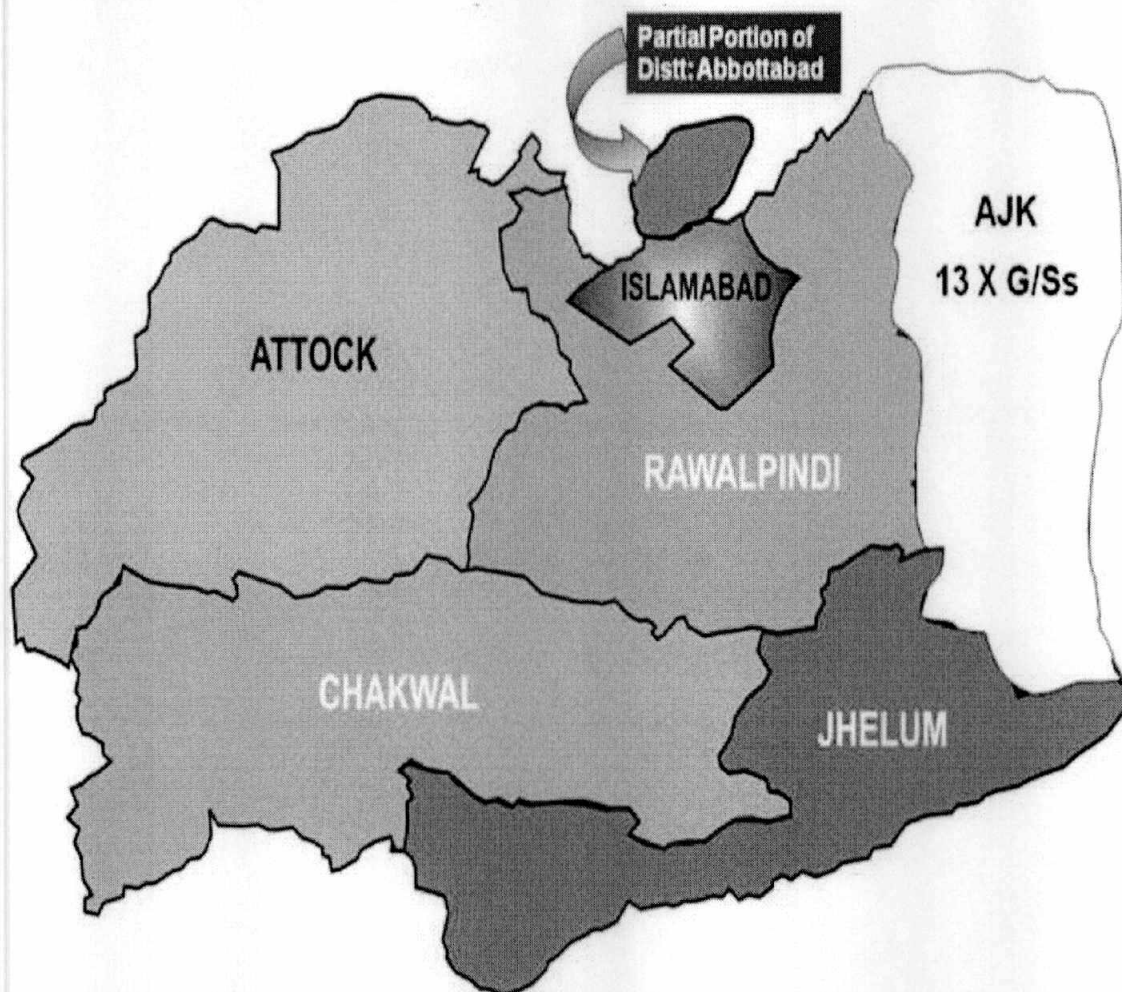 Partial Portion of
Distt: Abbottabad
AJK
13 X G/Ss
ISLAMABAD
ATTOCK
RAWALPINDI
CHAKWAL
JHELUM